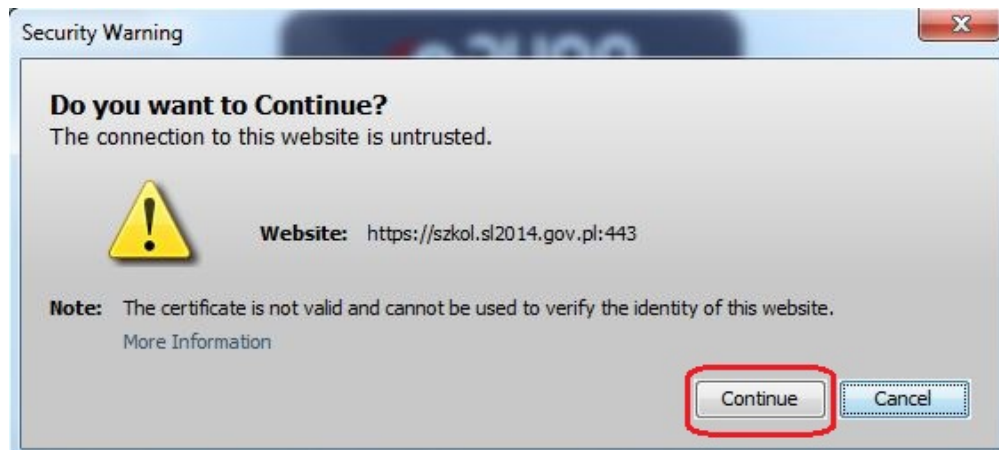 Security Warning
Do you want to Continue?
The connection to this website is untrusted.
Website: https://szkol.sl2014.gov.pl:443
Note: The certificate is not valid and cannot be used to verify the identity of this website.
More Information
Continue Cancel